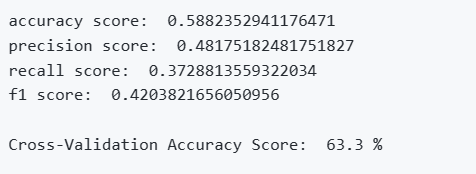 accuracy score:  0.5882352941176471
precision score:  0.48175182481751827
recall score:  0.3728813559322034
f1 score:  0.4203821656050956
Cross-Validation Accuracy Score:  63.3 %